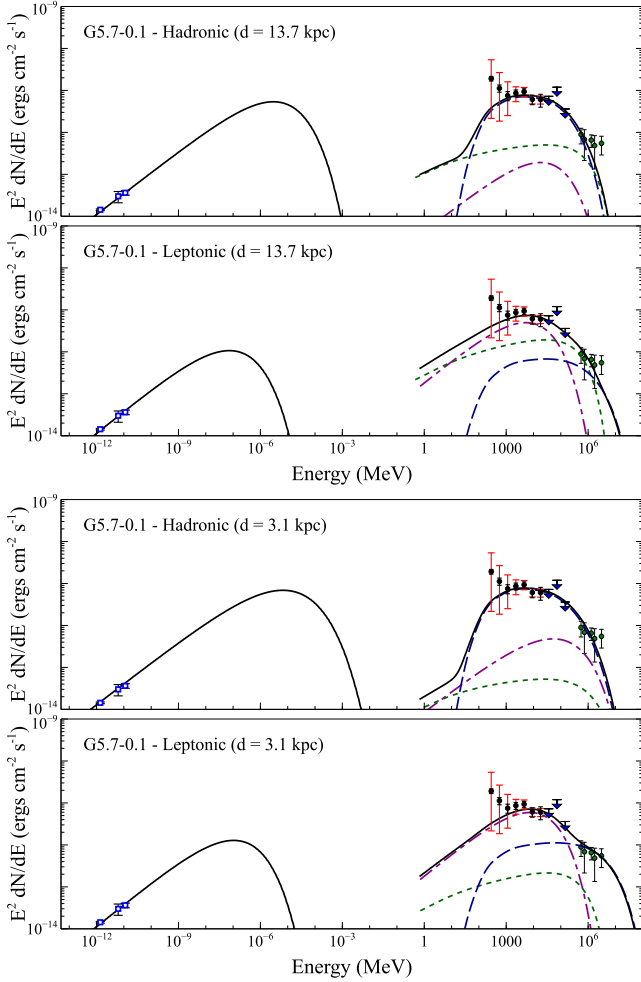 10⁻⁹
G5.7-0.1 - Hadronic (d = 13.7 kpc)
E² dN/dE (ergs cm⁻² s⁻¹)
10⁻¹⁴
10⁻⁹
G5.7-0.1 - Leptonic (d = 13.7 kpc)
E² dN/dE (ergs cm⁻² s⁻¹)
10⁻¹⁴
10⁻¹² 10⁻⁹ 10⁻⁶ 10⁻³ 1 1000 10⁶
Energy (MeV)
10⁻⁹
G5.7-0.1 - Hadronic (d = 3.1 kpc)
E² dN/dE (ergs cm⁻² s⁻¹)
10⁻¹⁴
10⁻⁹
G5.7-0.1 - Leptonic (d = 3.1 kpc)
E² dN/dE (ergs cm⁻² s⁻¹)
10⁻¹⁴
10⁻¹² 10⁻⁹ 10⁻⁶ 10⁻³ 1 1000 10⁶
Energy (MeV)